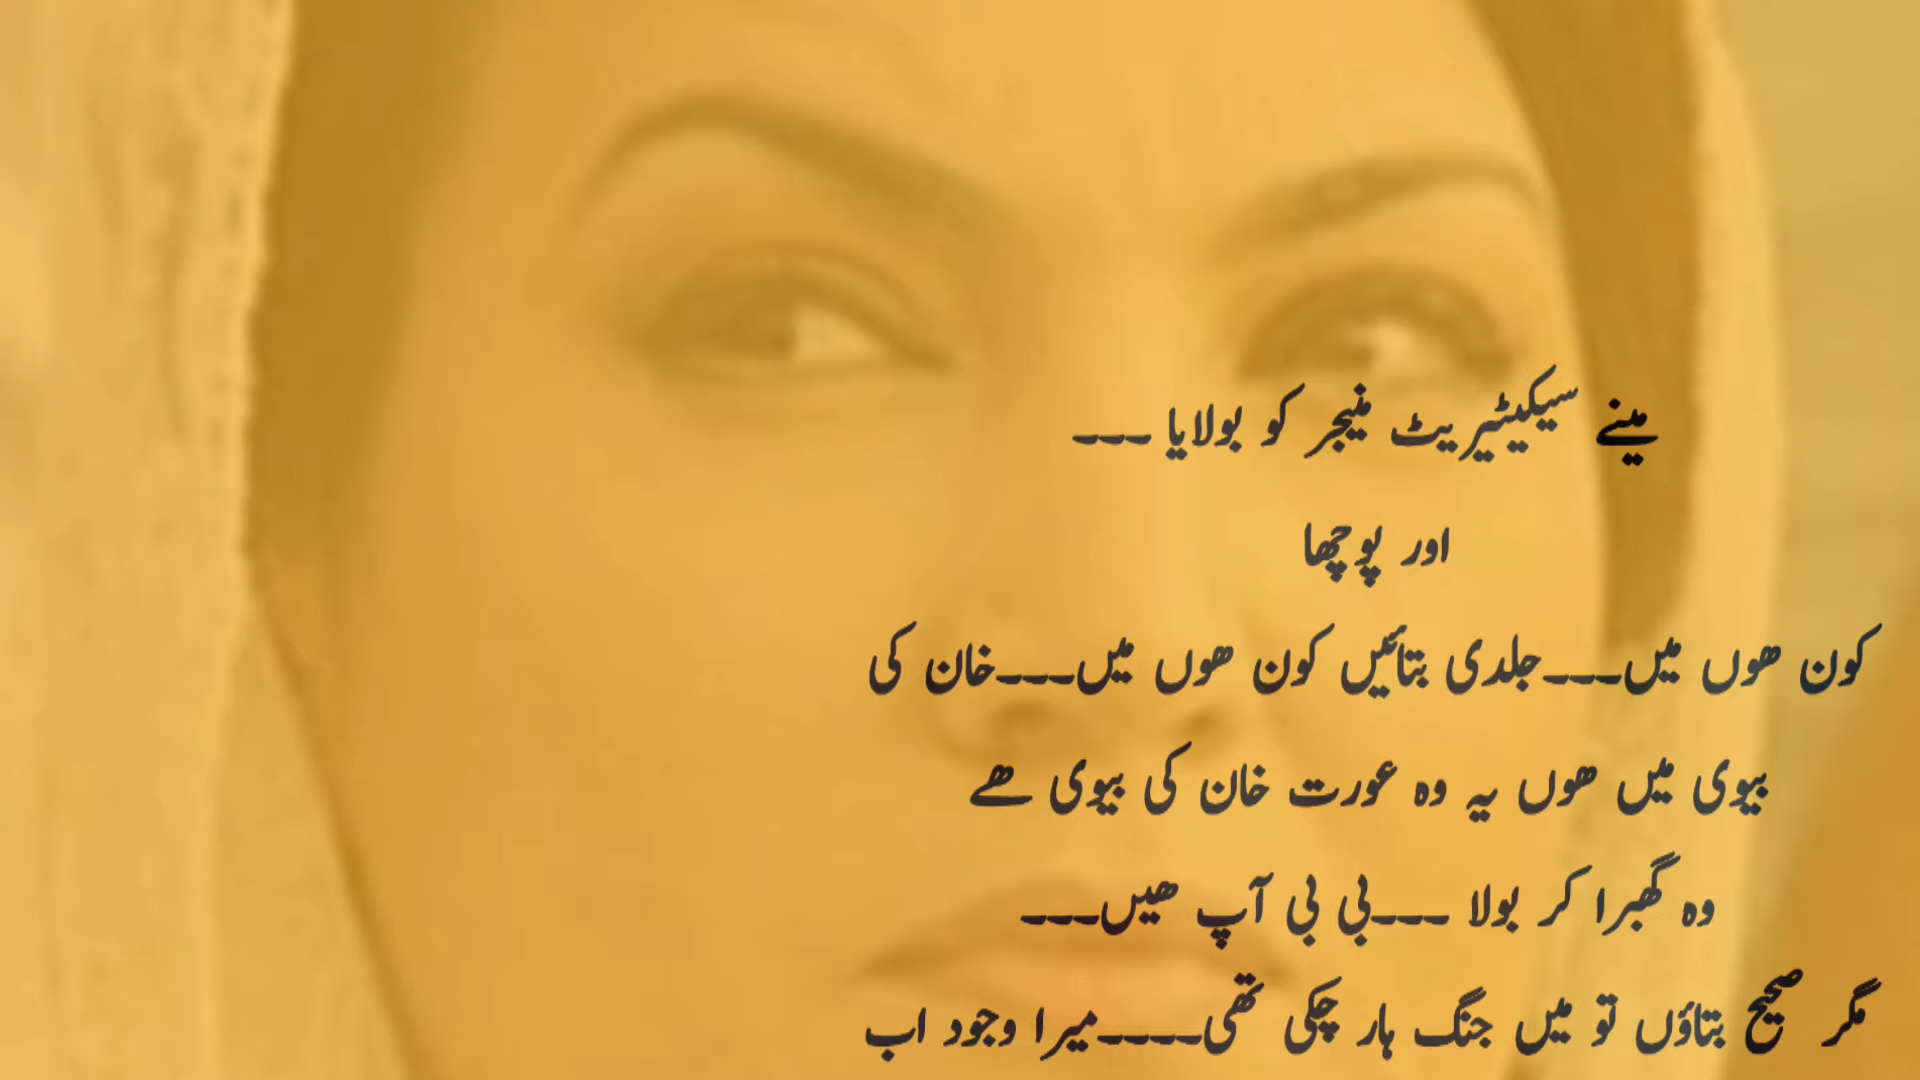 مینے سیکیٹیریٹ منیجر کو بولایا ---
اور پوچھا
کون ھوں میں---جلدی بتائیں کون ھوں میں---خان کی
بیوی میں ھوں یہ وہ عورت خان کی بیوی ھے
وہ گھبرا کر بولا ---بی بی آپ ھیں---
مگر صحیح بتاؤں تو میں جنگ ہار چکی تھی----میرا وجود اب